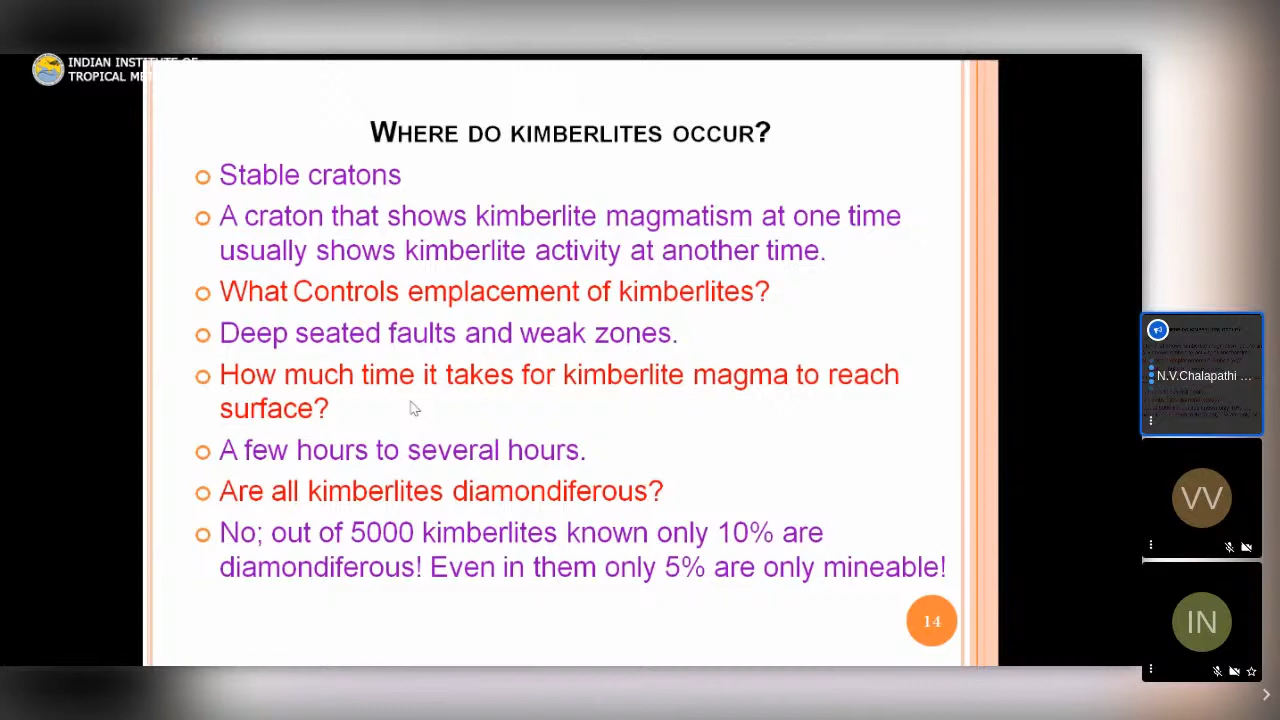 INDIAN INSTITUTE OF
TROPICAL ME
WHERE DO KIMBERLITES OCCUR?
Stable cratons
A craton that shows kimberlite magmatism at one time
usually shows kimberlite activity at another time.
What Controls emplacement of kimberlites?
Deep seated faults and weak zones.
How much time it takes for kimberlite magma to reach
surface?
A few hours to several hours.
Are all kimberlites diamondiferous?
No; out of 5000 kimberlites known only 10% are
diamondiferous! Even in them only 5% are only mineable!
14
N.V.Chalapathi ...
VV
IN